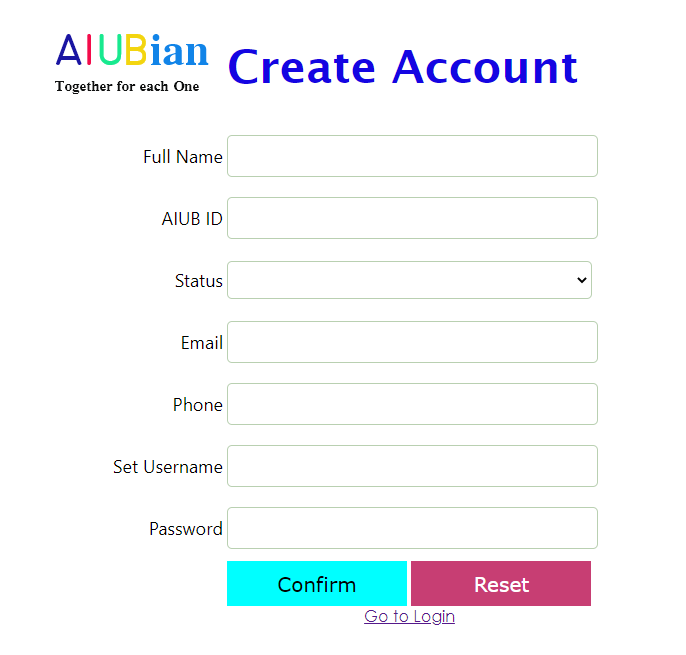 AIUBian
Together for each One
Create Account
Full Name
AIUB ID
Status
Email
Phone
Set Username
Password
Confirm Reset
Go to Login